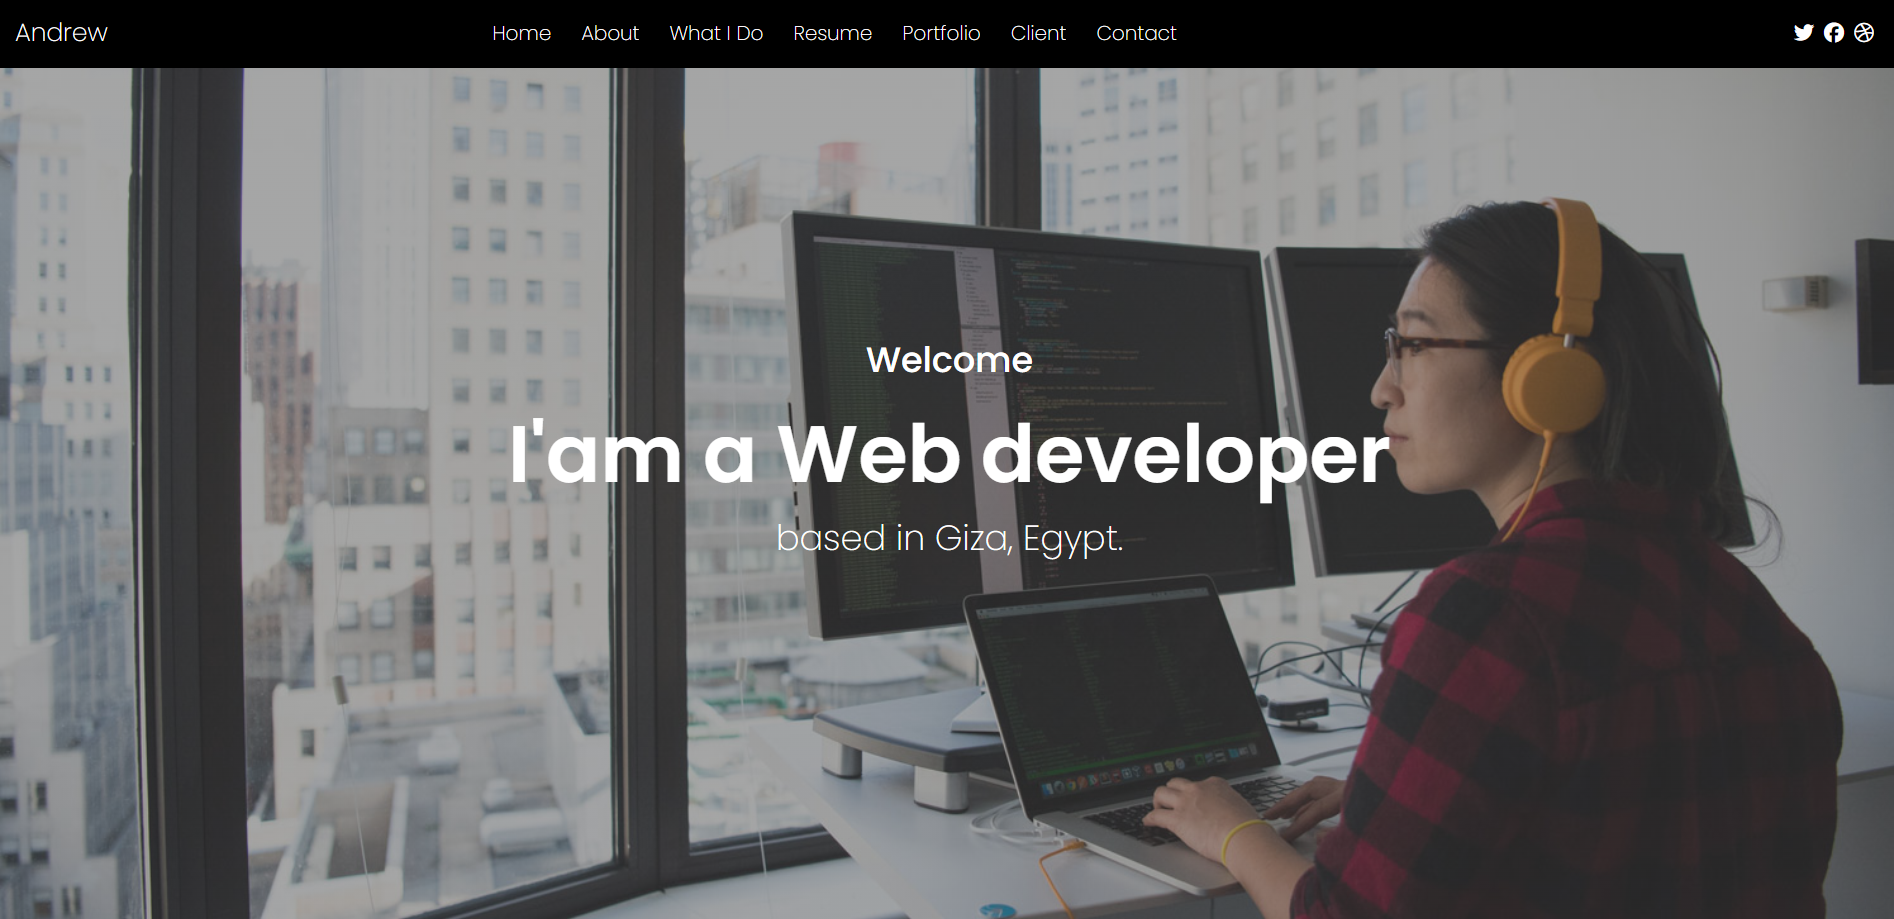 Andrew
Home About What I Do Resume Portfolio Client Contact
Welcome
I'am a Web developer
based in Giza, Egypt.